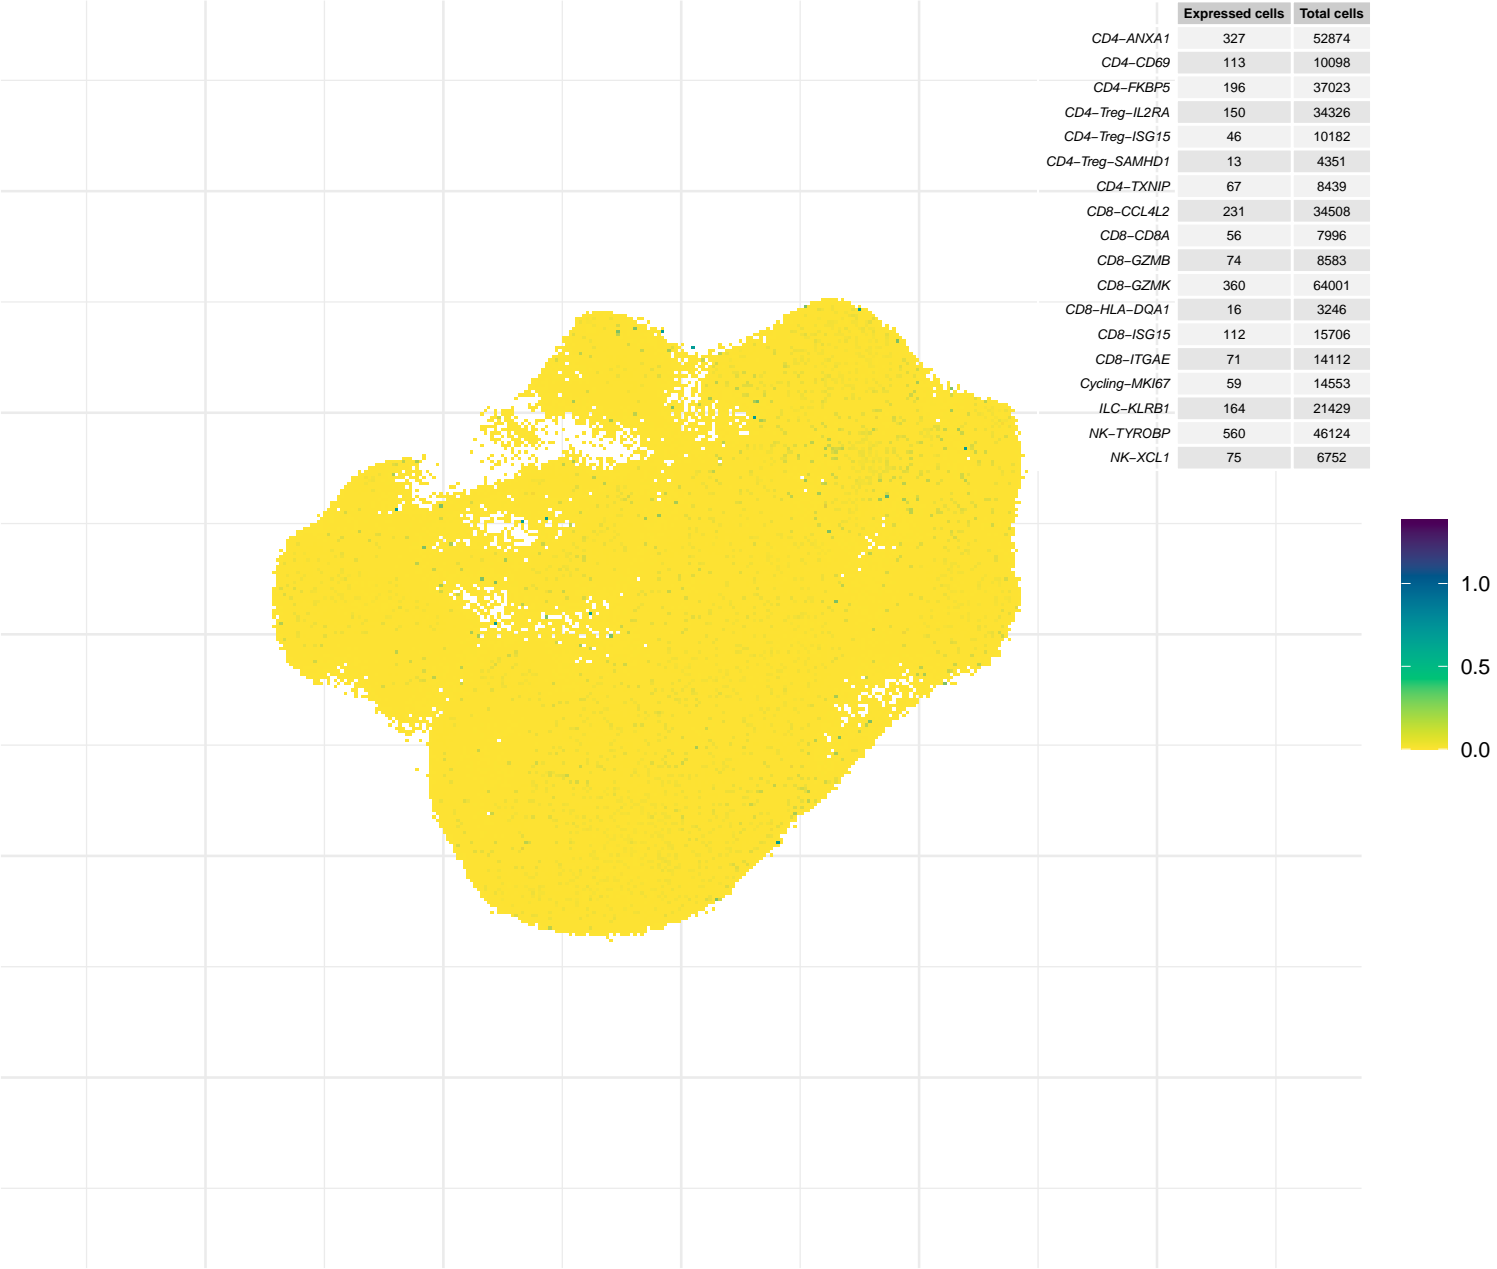 Expressed cells Total cells
CD4−ANXA1 327 52874
CD4−CD69 113 10098
CD4−FKBP5 196 37023
CD4−Treg−IL2RA 150 34326
CD4−Treg−ISG15 46 10182
CD4−Treg−SAMHD1 13 4351
CD4−TXNIP 67 8439
CD8−CCL4L2 231 34508
CD8−CD8A 56 7996
CD8−GZMB 74 8583
CD8−GZMK 360 64001
CD8−HLA−DQA1 16 3246
CD8−ISG15 112 15706
CD8−ITGAE 71 14112
Cycling−MKI67 59 14553
ILC−KLRB1 164 21429
NK−TYROBP 560 46124
NK−XCL1 75 6752
1.0
0.5
0.0